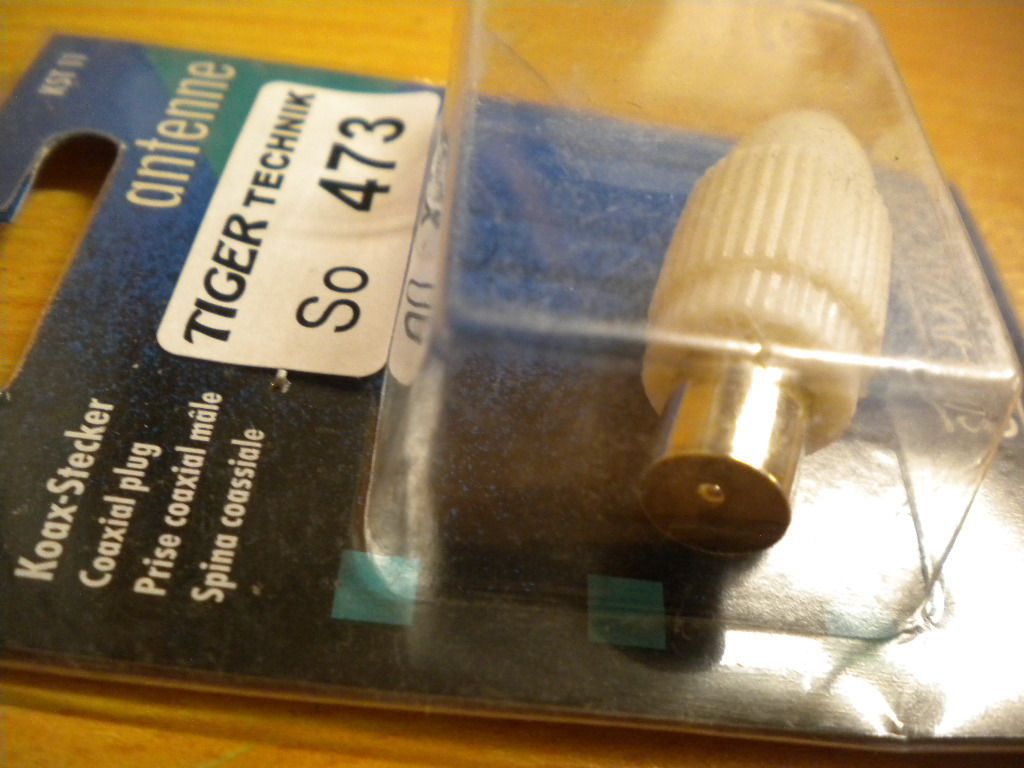 antenne
TIGER TECHNIK
So 473
Koax-Stecker
Coaxial plug
Prise coaxial mâle
Spina coassiale